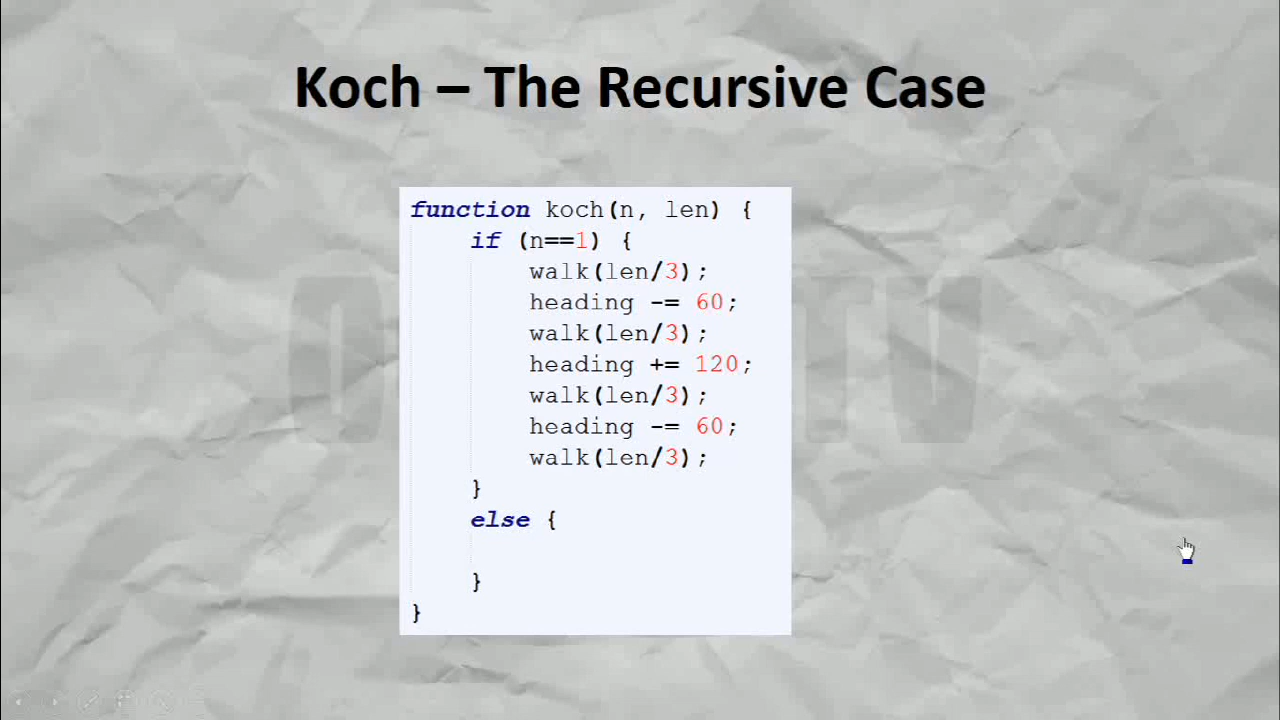 Koch – The Recursive Case
function koch(n, len) {
if (n==1) {
walk(len/3);
heading -= 60;
walk(len/3);
heading += 120;
walk(len/3);
heading -= 60;
walk(len/3);
}
else {
}
}